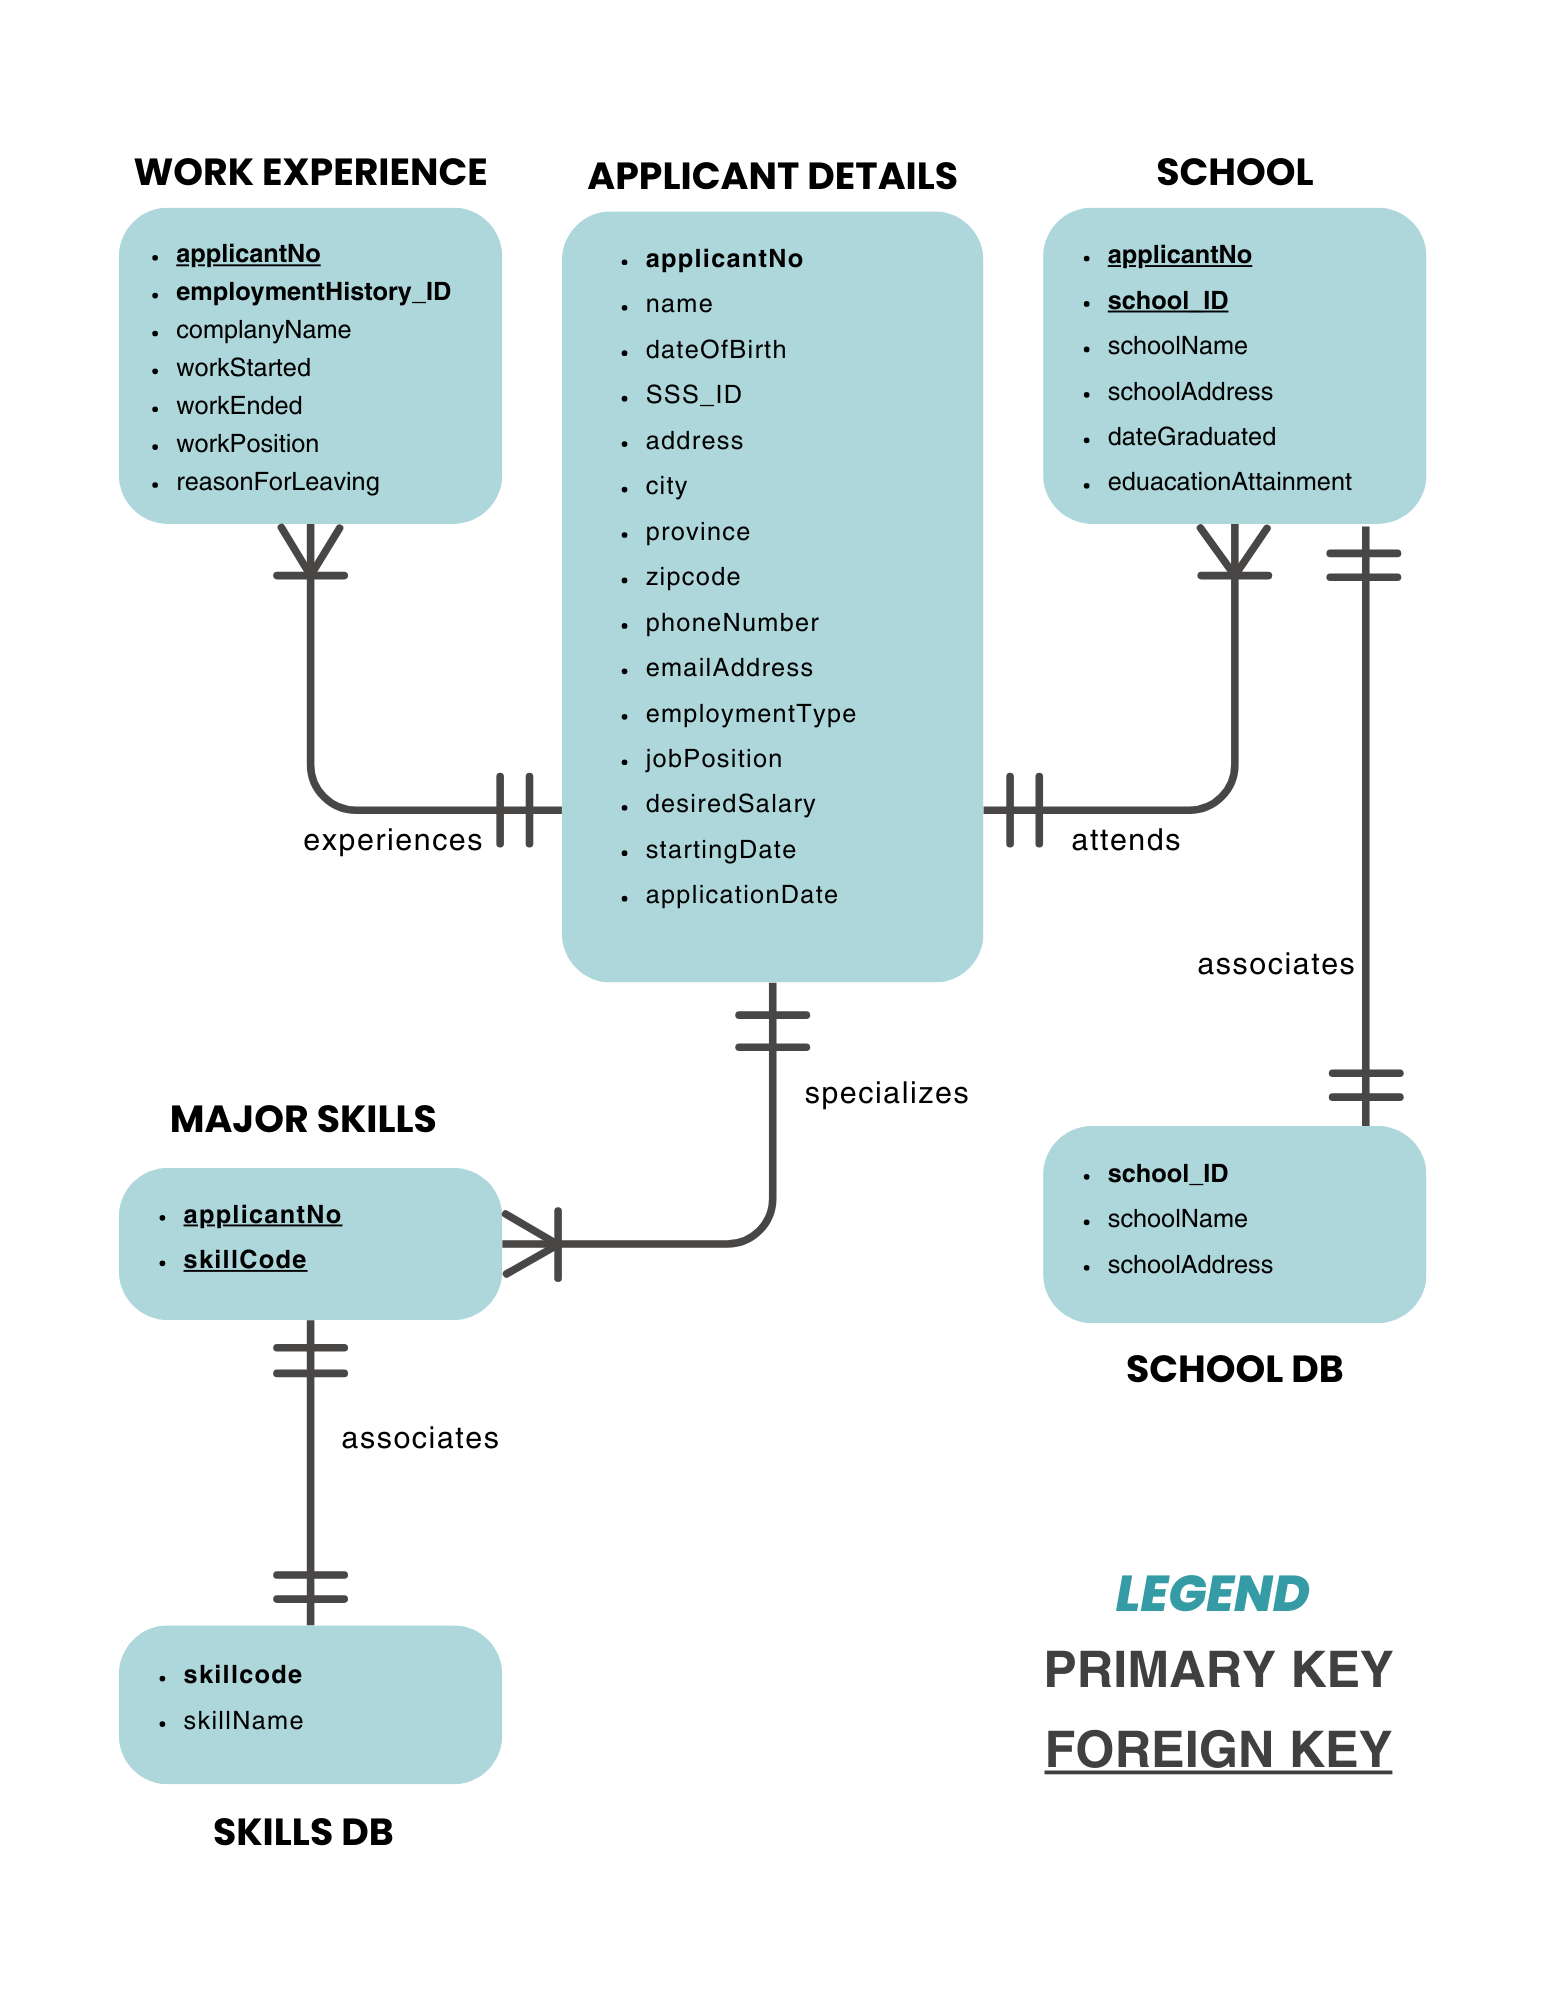 WORK EXPERIENCE
applicantNo
employmentHistory_ID
complanyName
workStarted
workEnded
workPosition
reasonForLeaving
APPLICANT DETAILS
applicantNo
name
dateOfBirth
SSS_ID
address
city
province
zipcode
phoneNumber
emailAddress
employmentType
jobPosition
desiredSalary
startingDate
applicationDate
SCHOOL
applicantNo
school_ID
schoolName
schoolAddress
dateGraduated
eduacationAttainment
experiences
attends
associates
specializes
MAJOR SKILLS
applicantNo
skillCode
school_ID
schoolName
schoolAddress
SCHOOL DB
associates
skillcode
skillName
SKILLS DB
LEGEND
PRIMARY KEY
FOREIGN KEY